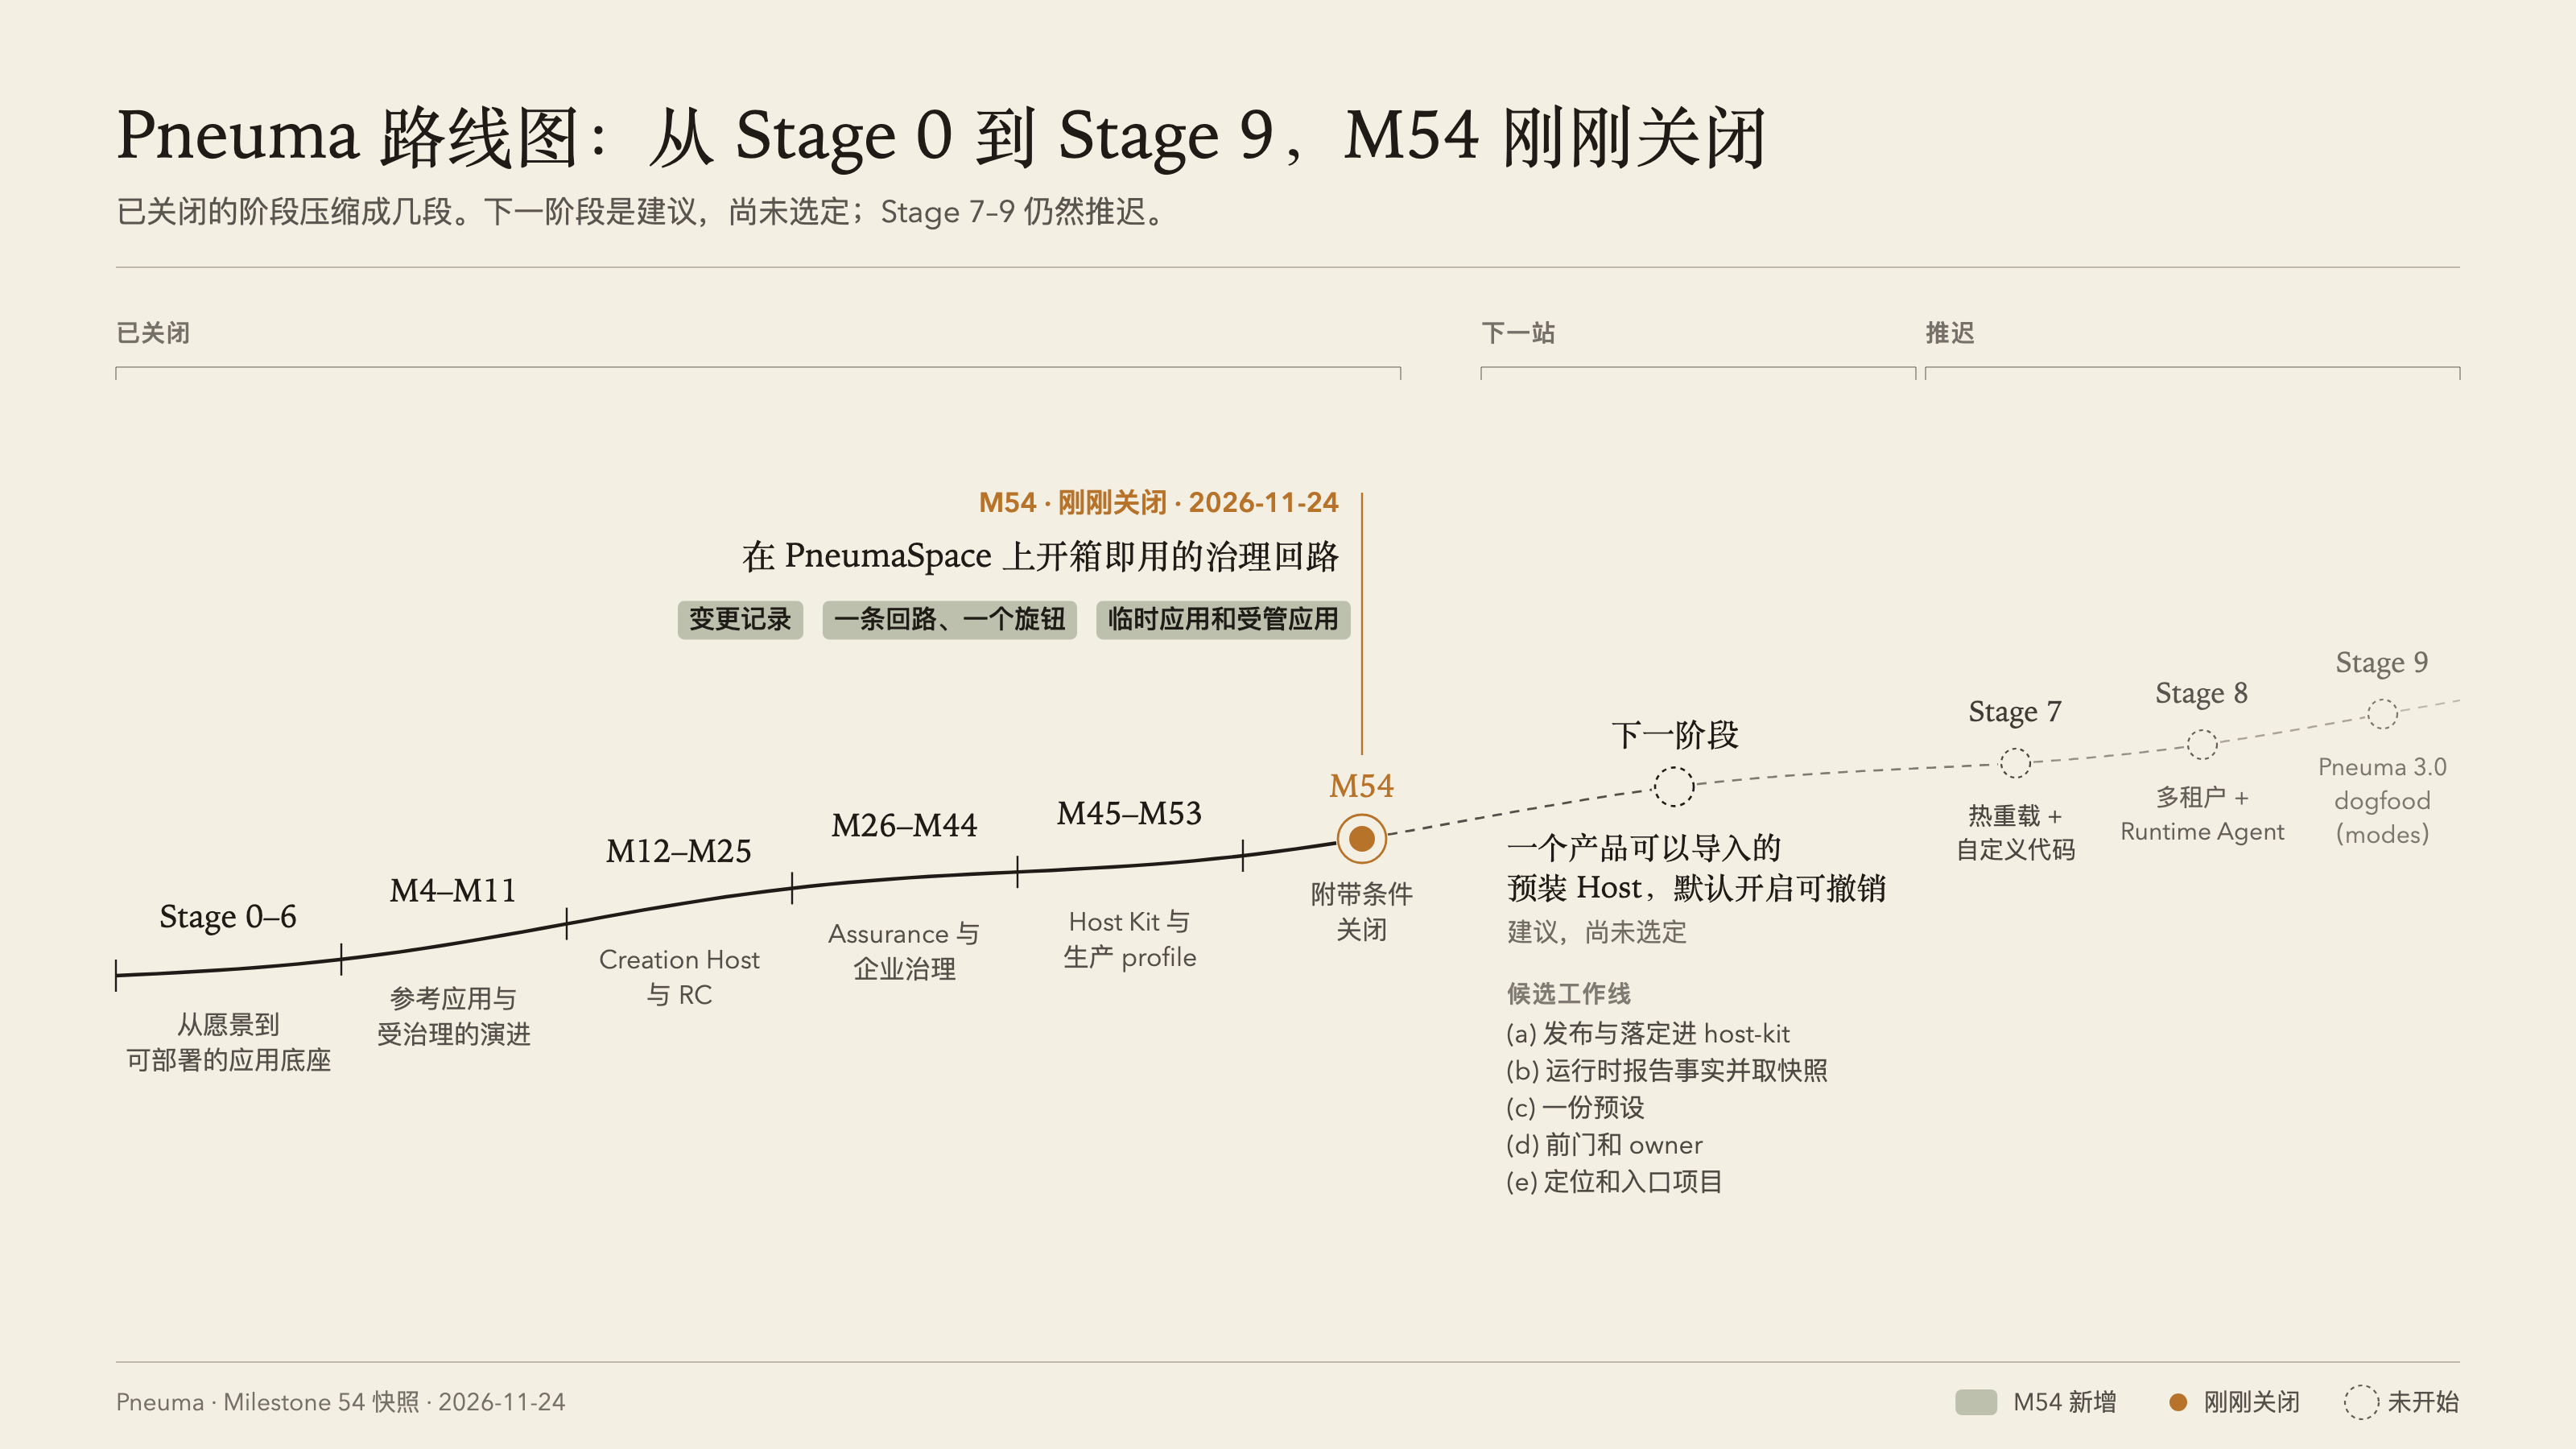 Pneuma 路线图：从 Stage 0 到 Stage 9，M54 刚刚关闭
已关闭的阶段压缩成几段。下一阶段是建议，尚未选定；Stage 7–9 仍然推迟。
已关闭
下一站
推迟
M54 · 刚刚关闭 · 2026-11-24
在 PneumaSpace 上开箱即用的治理回路
变更记录
一条回路、一个旋钮
临时应用和受管应用
Stage 0–6
从愿景到
可部署的应用底座
M4–M11
参考应用与
受治理的演进
M12–M25
Creation Host
与 RC
M26–M44
Assurance 与
企业治理
M45–M53
Host Kit 与
生产 profile
M54
附带条件
关闭
下一阶段
一个产品可以导入的
预装 Host，默认开启可撤销
建议，尚未选定
候选工作线
(a) 发布与落定进 host-kit
(b) 运行时报告事实并取快照
(c) 一份预设
(d) 前门和 owner
(e) 定位和入口项目
Stage 7
热重载 +
自定义代码
Stage 8
多租户 +
Runtime Agent
Stage 9
Pneuma 3.0
dogfood
(modes)
Pneuma · Milestone 54 快照 · 2026-11-24
M54 新增
刚刚关闭
未开始